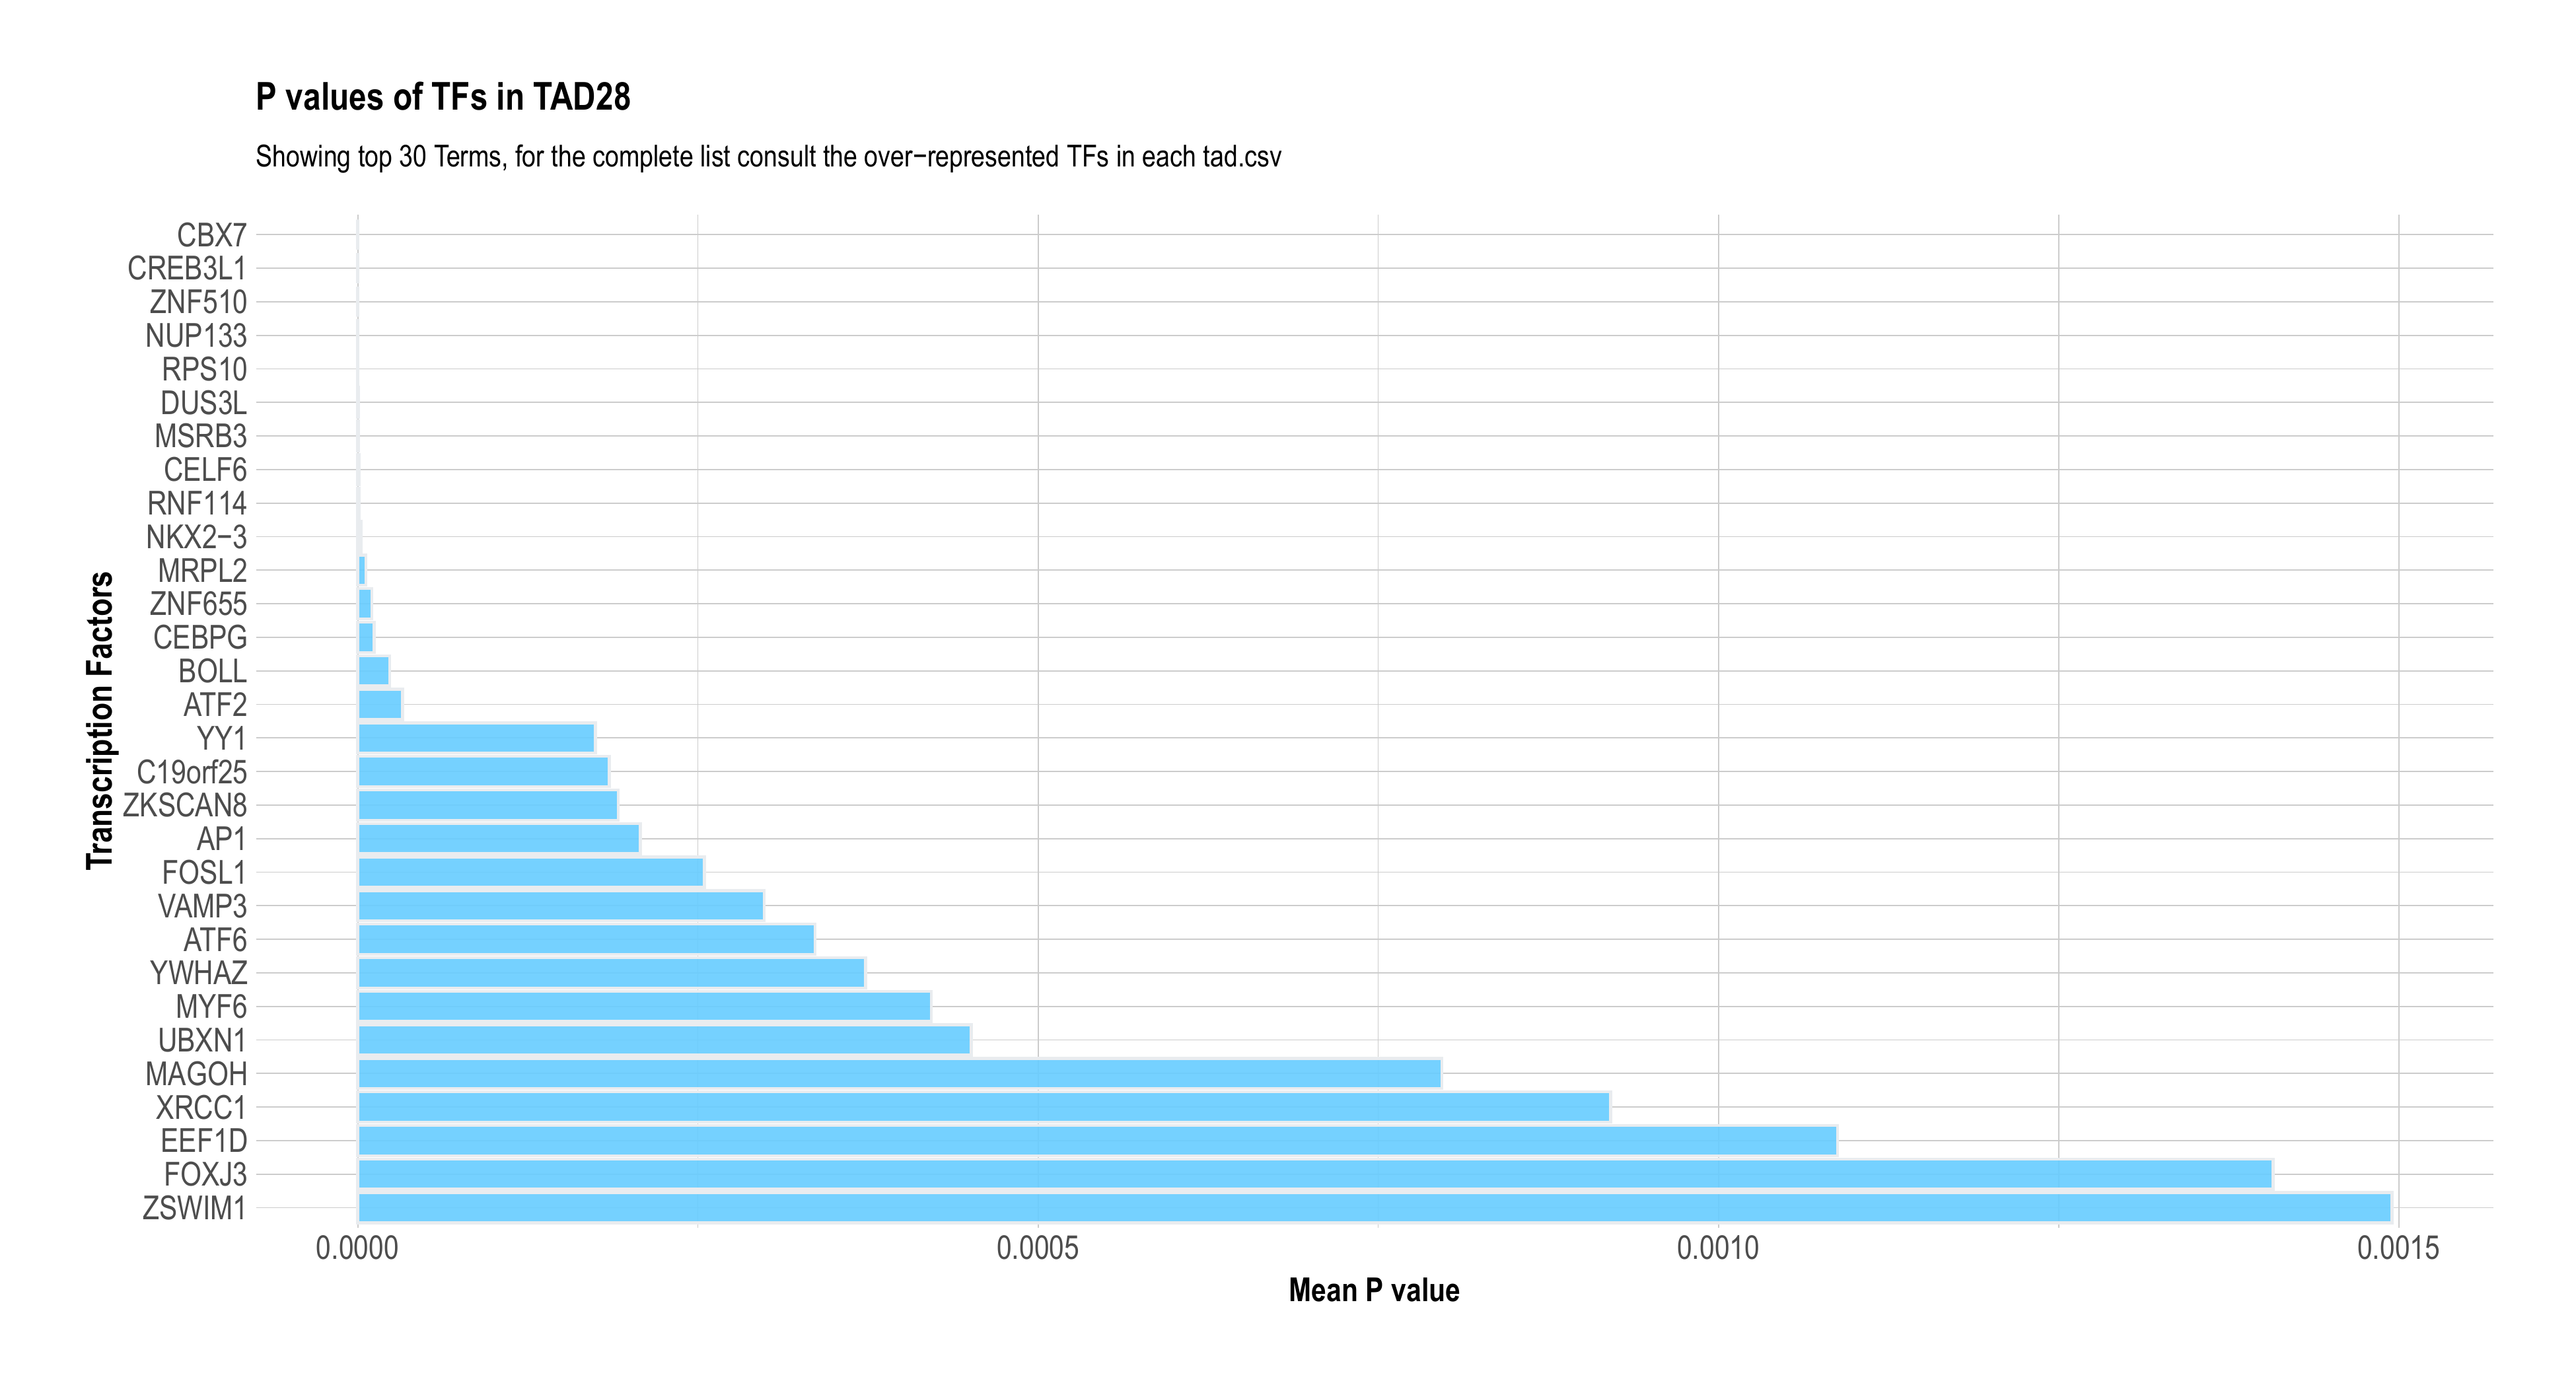 P values of TFs in TAD28
Showing top 30 Terms, for the complete list consult the over−represented TFs in each tad.csv
Transcription Factors
CBX7
CREB3L1
ZNF510
NUP133
RPS10
DUS3L
MSRB3
CELF6
RNF114
NKX2−3
MRPL2
ZNF655
CEBPG
BOLL
ATF2
YY1
C19orf25
ZKSCAN8
AP1
FOSL1
VAMP3
ATF6
YWHAZ
MYF6
UBXN1
MAGOH
XRCC1
EEF1D
FOXJ3
ZSWIM1
0.0000 0.0005 0.0010 0.0015
Mean P value